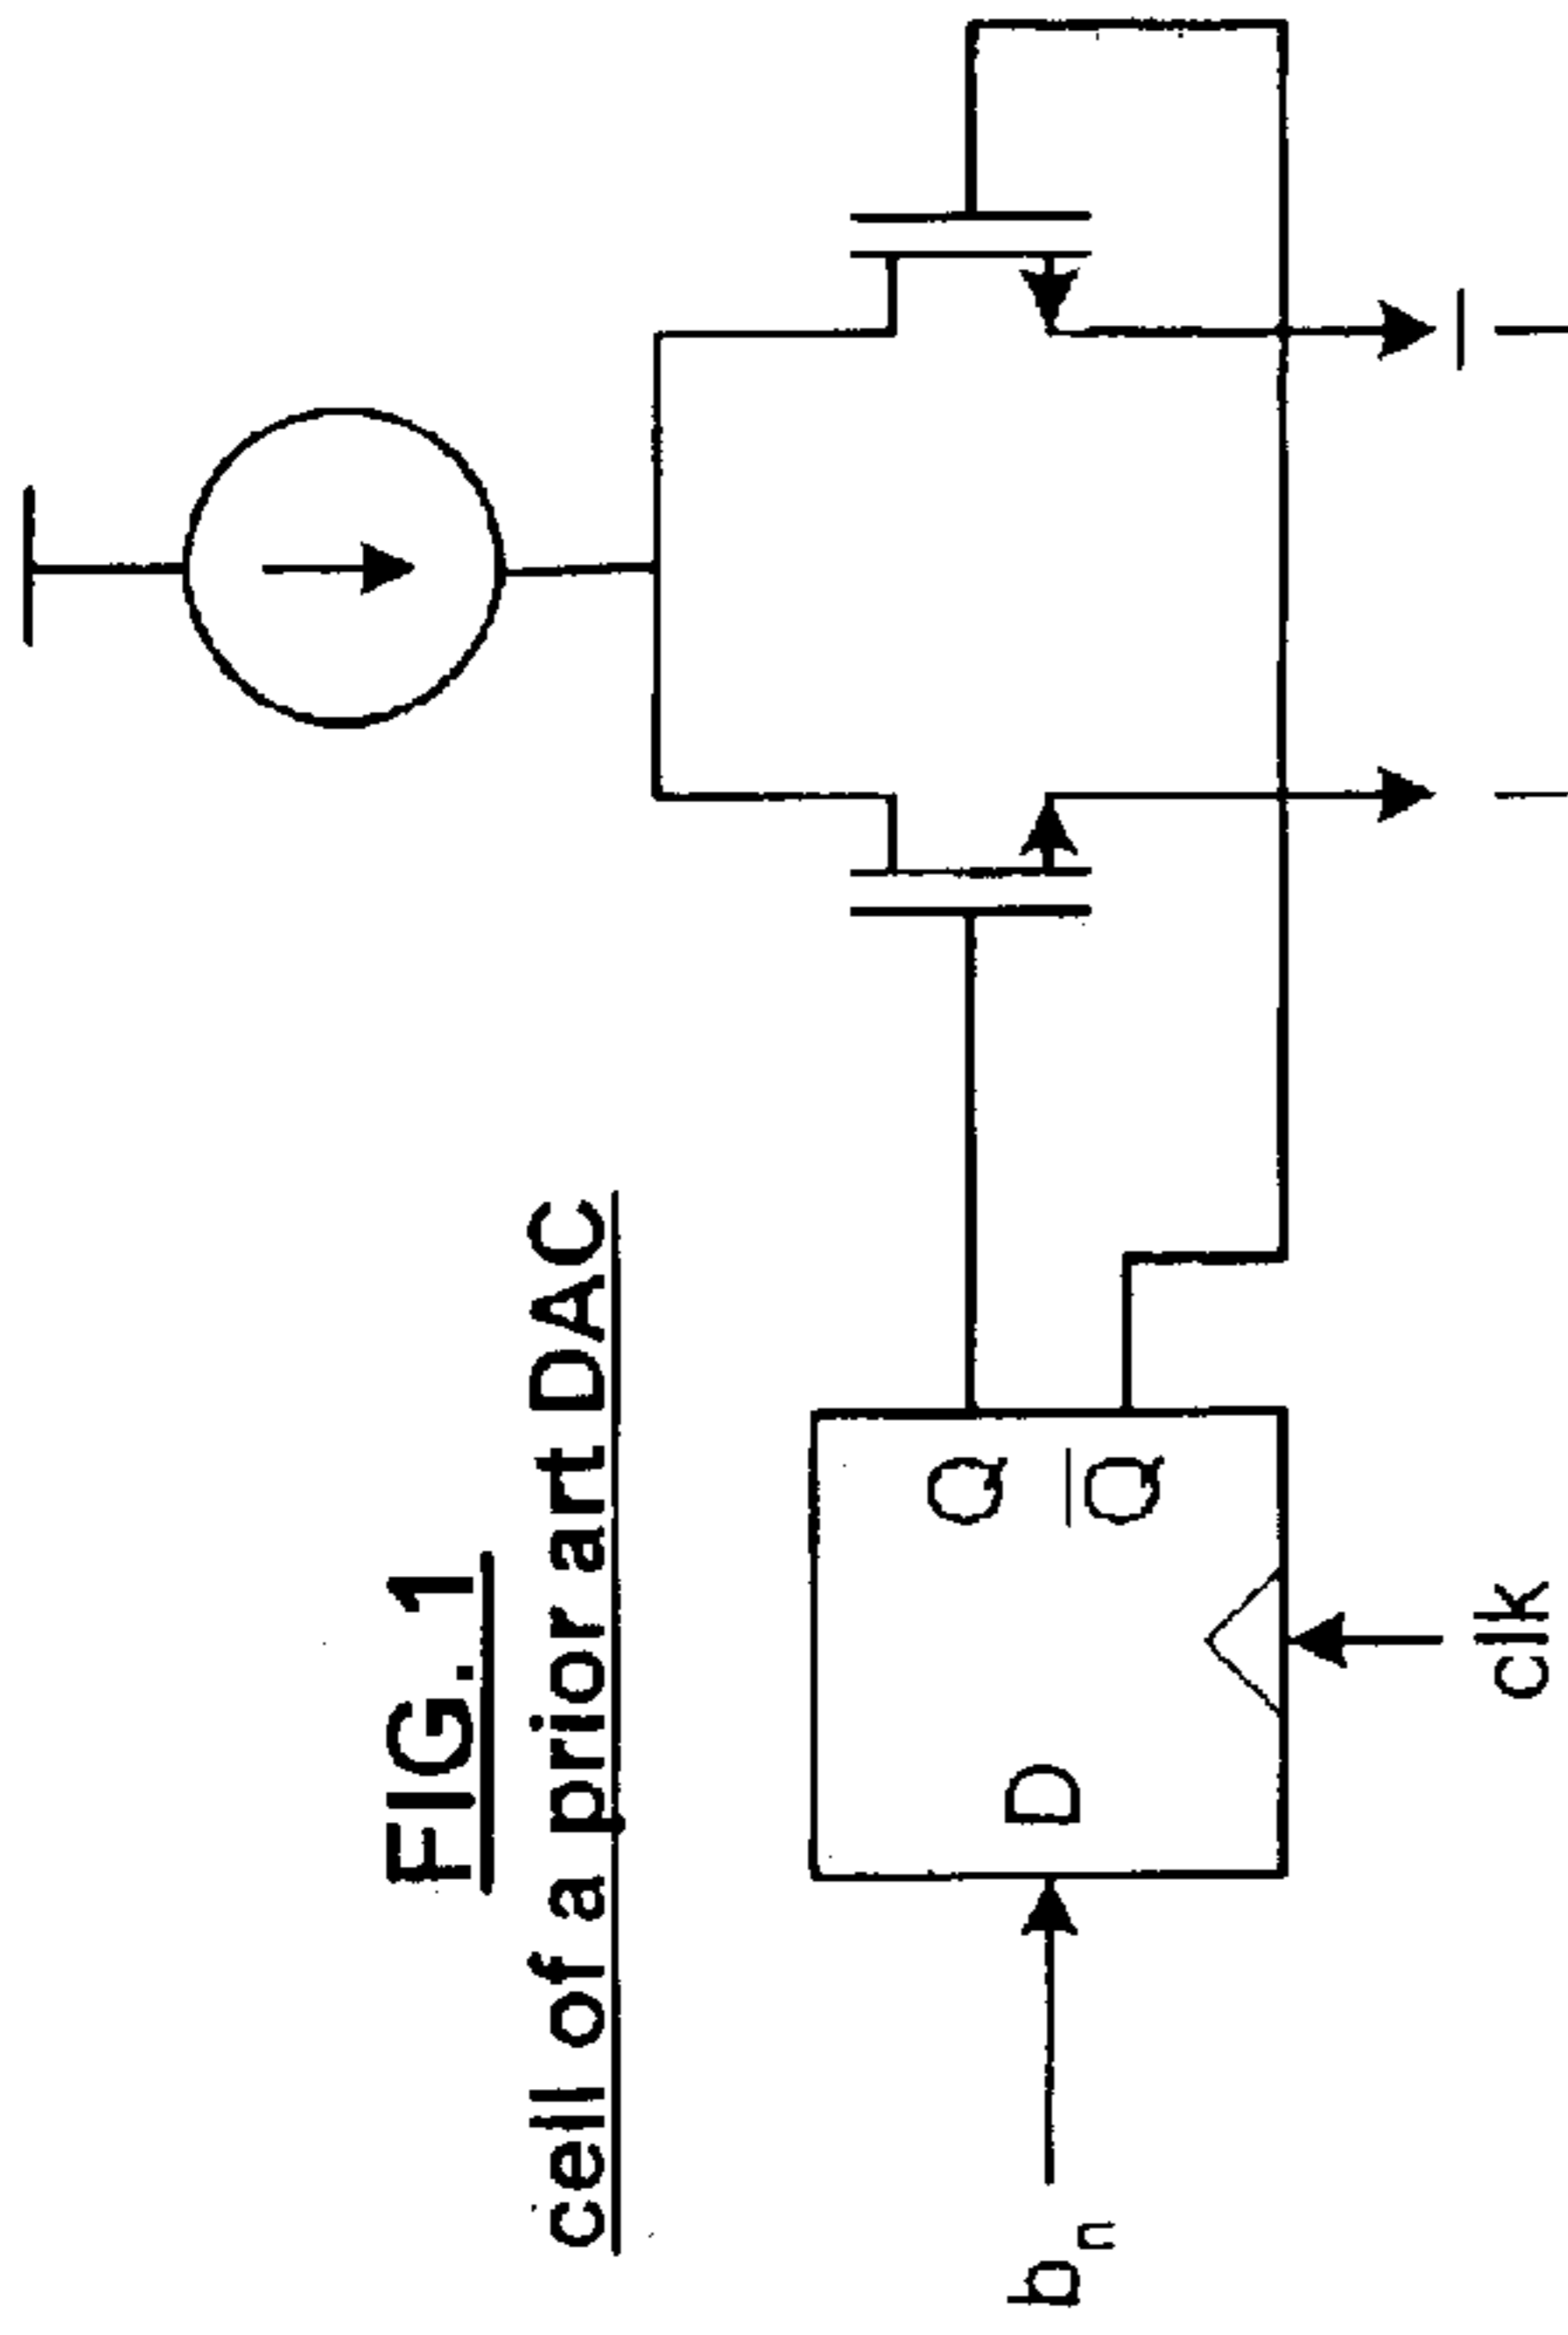 FIG. 1
cell of a prior art DAC
b_n
D
Q
Q̅
clk